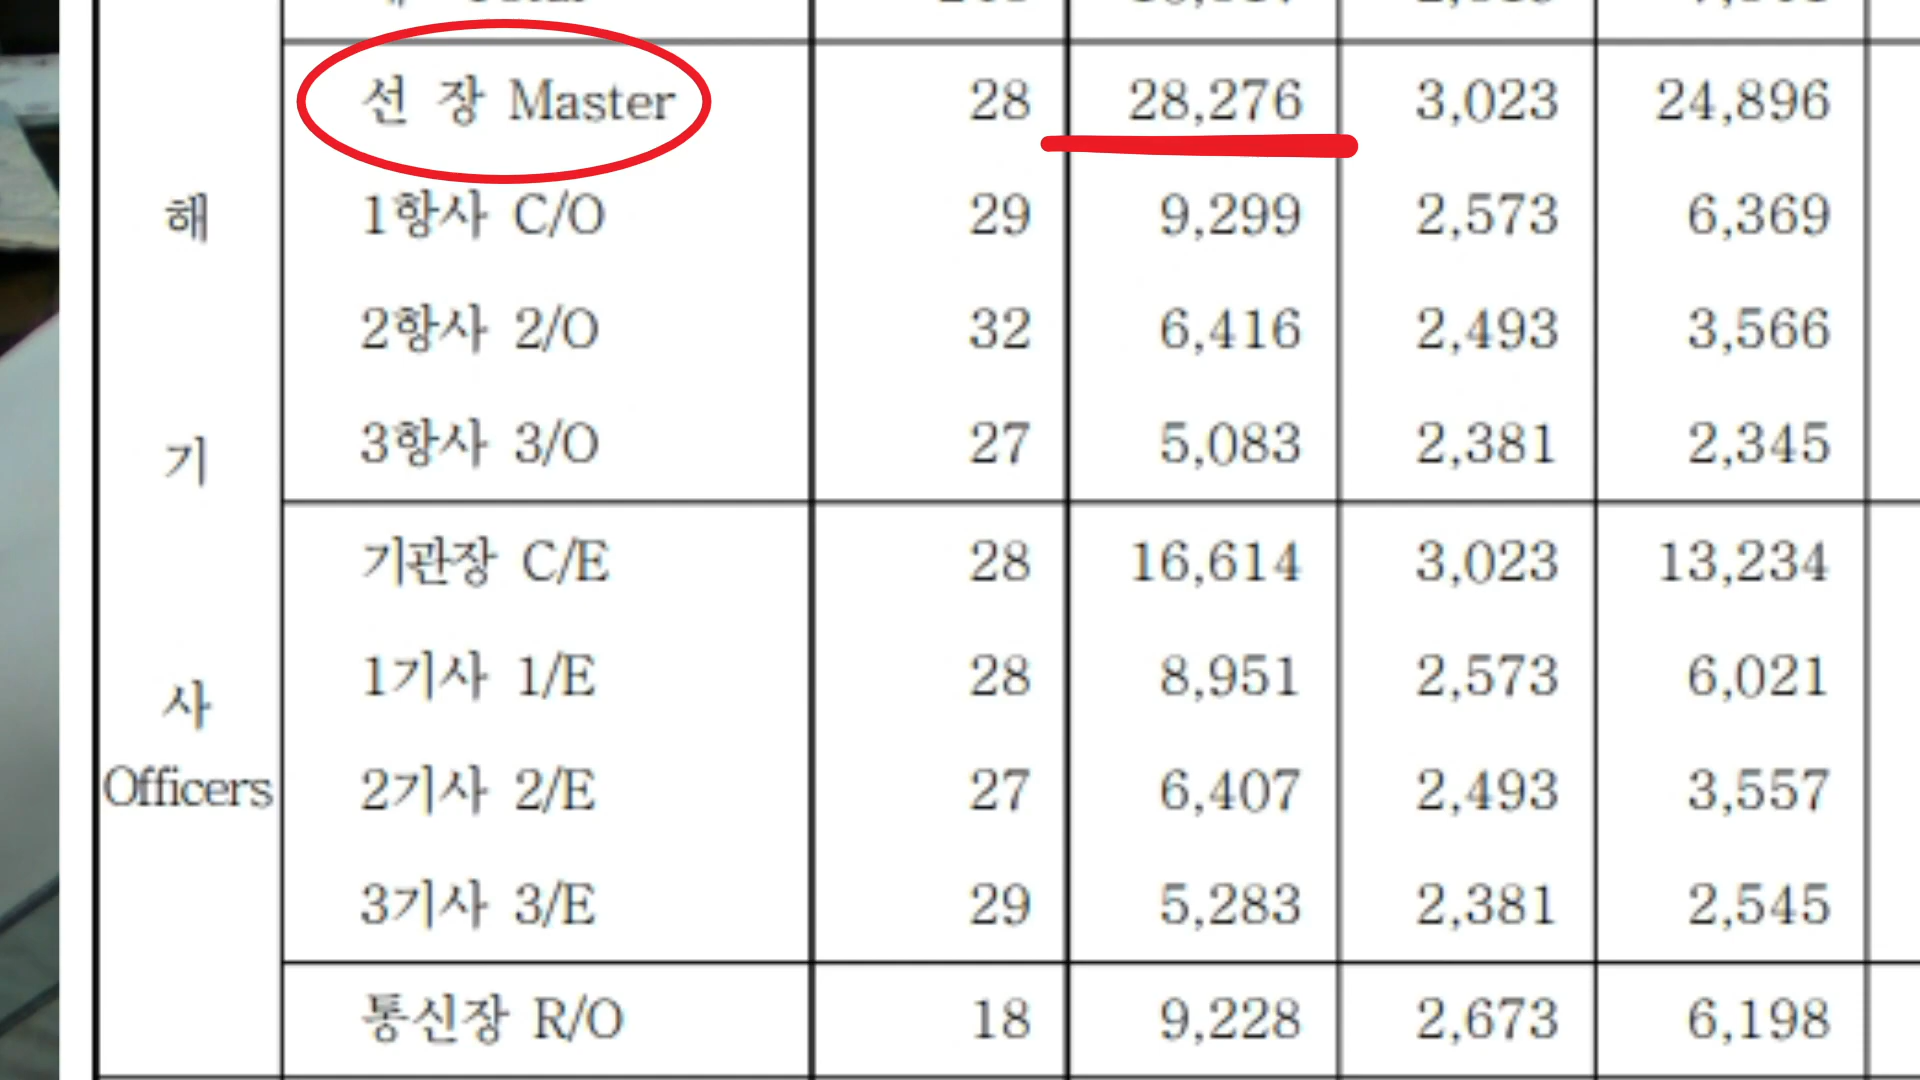 선 장 Master 28 28,276 3,023 24,896
해 1항사 C/O 29 9,299 2,573 6,369
2항사 2/O 32 6,416 2,493 3,566
기 3항사 3/O 27 5,083 2,381 2,345
기관장 C/E 28 16,614 3,023 13,234
사 1기사 1/E 28 8,951 2,573 6,021
Officers 2기사 2/E 27 6,407 2,493 3,557
3기사 3/E 29 5,283 2,381 2,545
통신장 R/O 18 9,228 2,673 6,198